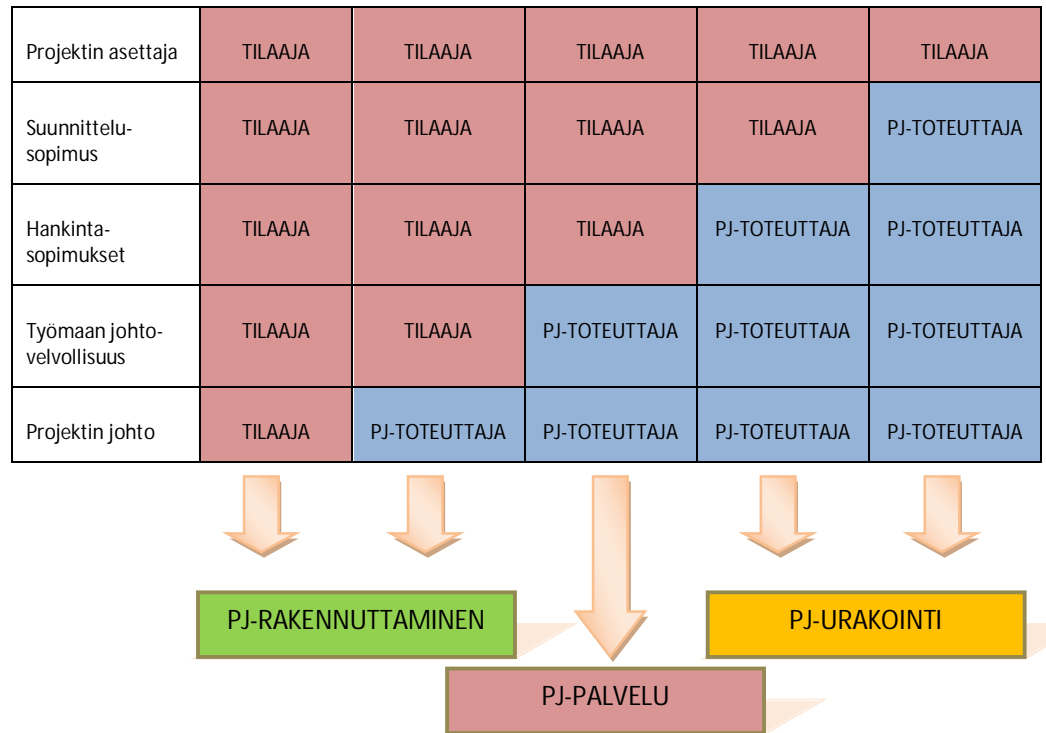 Projektin asettaja TILAAJA TILAAJA TILAAJA TILAAJA TILAAJA
Suunnittelu-
sopimus TILAAJA TILAAJA TILAAJA TILAAJA PJ-TOTEUTTAJA
Hankinta-
sopimukset TILAAJA TILAAJA TILAAJA PJ-TOTEUTTAJA PJ-TOTEUTTAJA
Työmaan johto-
velvollisuus TILAAJA TILAAJA PJ-TOTEUTTAJA PJ-TOTEUTTAJA PJ-TOTEUTTAJA
Projektin johto TILAAJA PJ-TOTEUTTAJA PJ-TOTEUTTAJA PJ-TOTEUTTAJA PJ-TOTEUTTAJA
PJ-RAKENNUTTAMINEN PJ-URAKOINTI
PJ-PALVELU